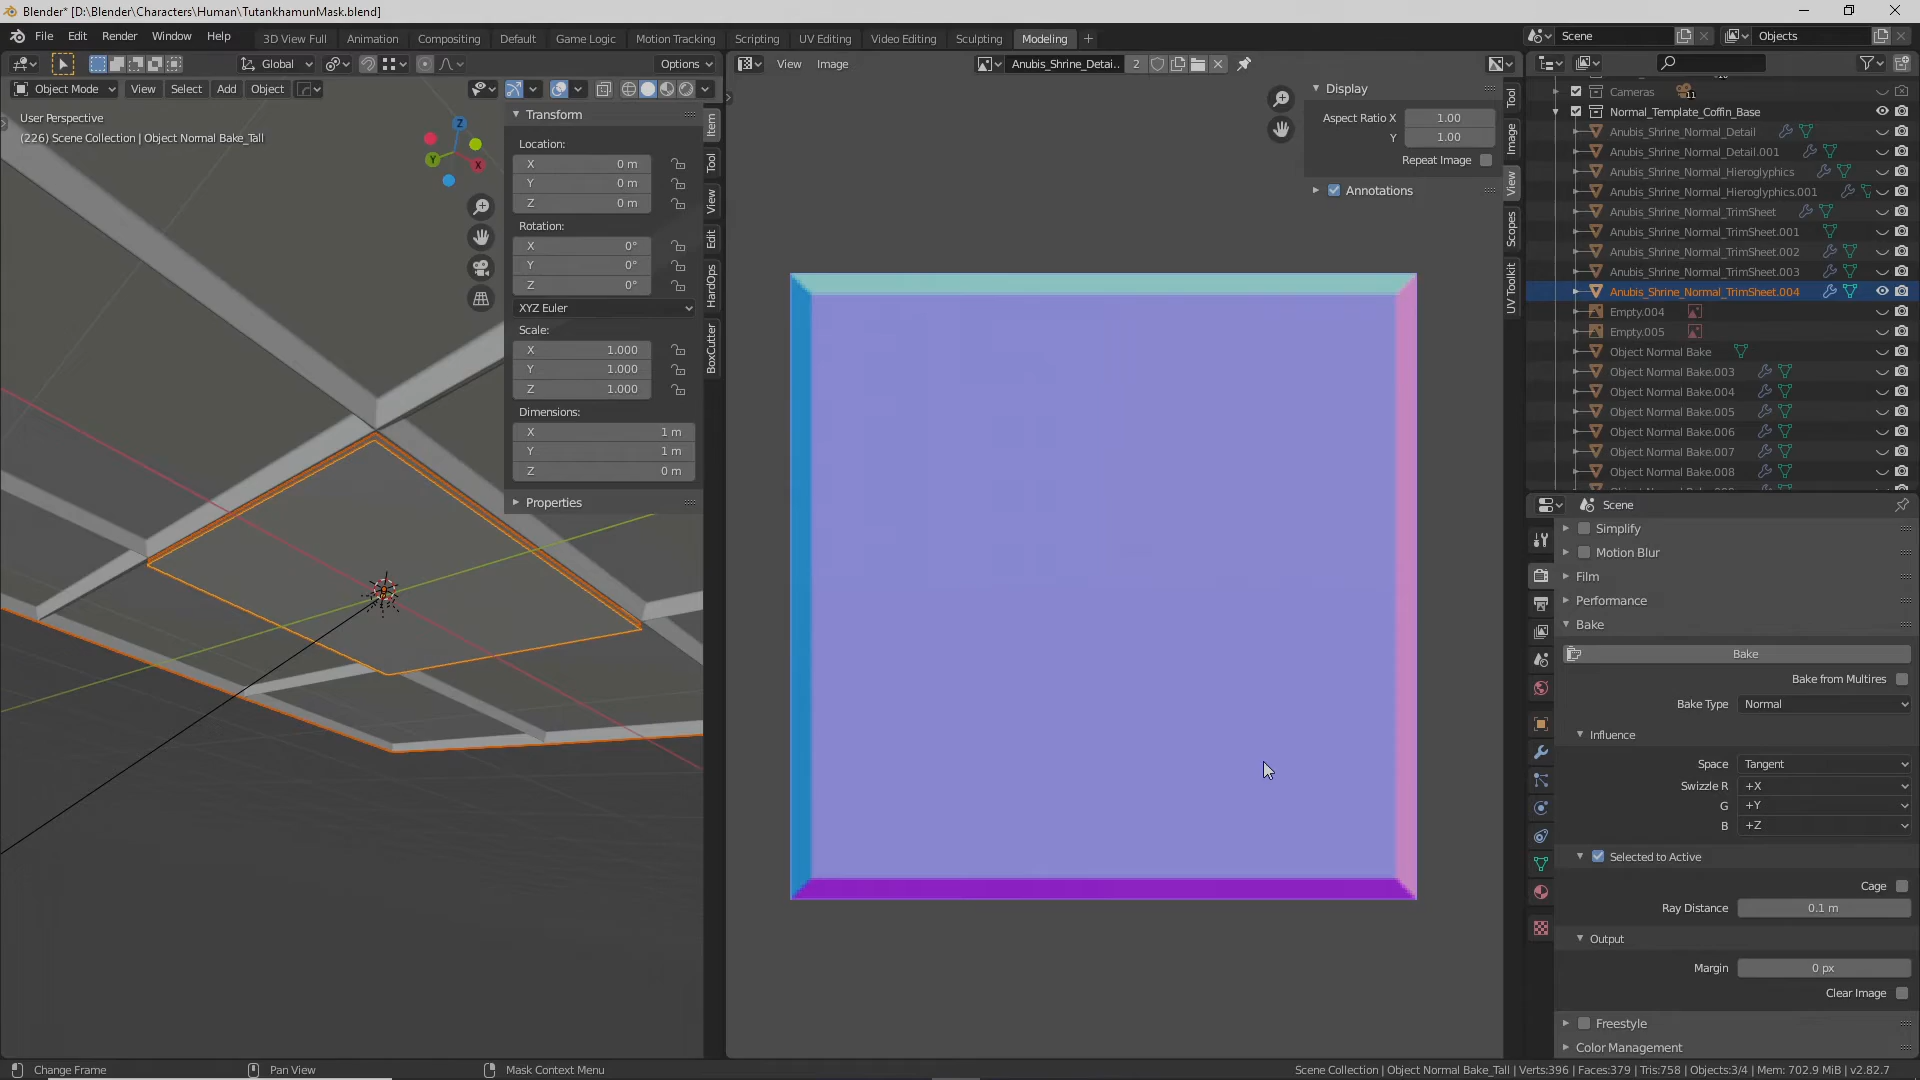 Blender* [D:\Blender\Characters\Human\TutankhamunMask.blend]
File Edit Render Window Help
3D View Full Animation Compositing Default Game Logic Motion Tracking Scripting UV Editing Video Editing Sculpting Modeling +
Scene
Objects
Global
Options
View Image
Anubis_Shrine_Detai.. 2
Object Mode View Select Add Object
User Perspective
(226) Scene Collection | Object Normal Bake_Tall
Z
Y
X
Transform
Location:
X 0 m
Y 0 m
Z 0 m
Rotation:
X 0°
Y 0°
Z 0°
XYZ Euler
Scale:
X 1.000
Y 1.000
Z 1.000
Dimensions:
X 1 m
Y 1 m
Z 0 m
Properties
Item
Tool
View
Edit
HardOps
BoxCutter
Display
Aspect Ratio X 1.00
Y 1.00
Repeat Image
Annotations
Tool
Image
View
Scopes
UV Toolkit
Cameras 11
Normal_Template_Coffin_Base
Anubis_Shrine_Normal_Detail
Anubis_Shrine_Normal_Detail.001
Anubis_Shrine_Normal_Hieroglyphics
Anubis_Shrine_Normal_Hieroglyphics.001
Anubis_Shrine_Normal_TrimSheet
Anubis_Shrine_Normal_TrimSheet.001
Anubis_Shrine_Normal_TrimSheet.002
Anubis_Shrine_Normal_TrimSheet.003
Anubis_Shrine_Normal_TrimSheet.004
Empty.004
Empty.005
Object Normal Bake
Object Normal Bake.003
Object Normal Bake.004
Object Normal Bake.005
Object Normal Bake.006
Object Normal Bake.007
Object Normal Bake.008
Scene
Simplify
Motion Blur
Film
Performance
Bake
Bake
Bake from Multires
Bake Type Normal
Influence
Space Tangent
Swizzle R +X
G +Y
B +Z
Selected to Active
Cage
Ray Distance 0.1 m
Output
Margin 0 px
Clear Image
Freestyle
Color Management
Change Frame Pan View Mask Context Menu
Scene Collection | Object Normal Bake_Tall | Verts:396 | Faces:379 | Tris:758 | Objects:3/4 | Mem: 702.9 MiB | v2.82.7